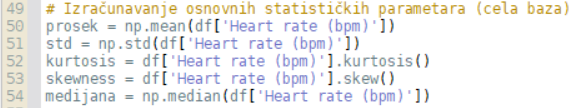 49 # Izračunavanje osnovnih statističkih parametara (cela baza)
50 prosek = np.mean(df['Heart rate (bpm)'])
51 std = np.std(df['Heart rate (bpm)'])
52 kurtosis = df['Heart rate (bpm)'].kurtosis()
53 skewness = df['Heart rate (bpm)'].skew()
54 medijana = np.median(df['Heart rate (bpm)'])